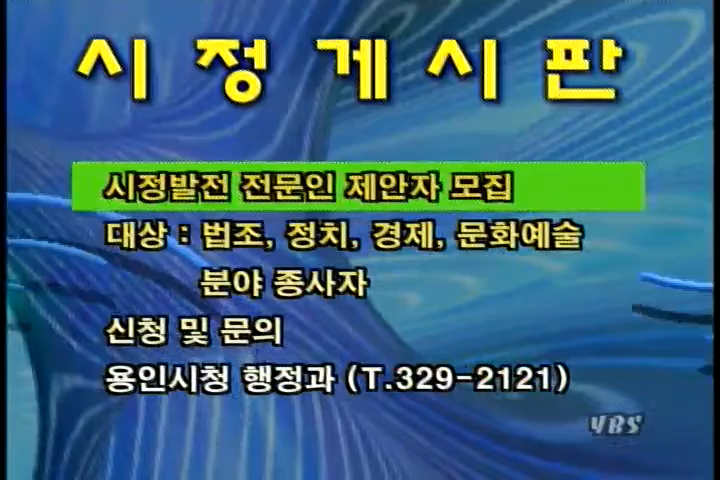 시정게시판
시정발전 전문인 제안자 모집
대상 : 법조, 정치, 경제, 문화예술
분야 종사자
신청 및 문의
용인시청 행정과 (T.329-2121)
YBS